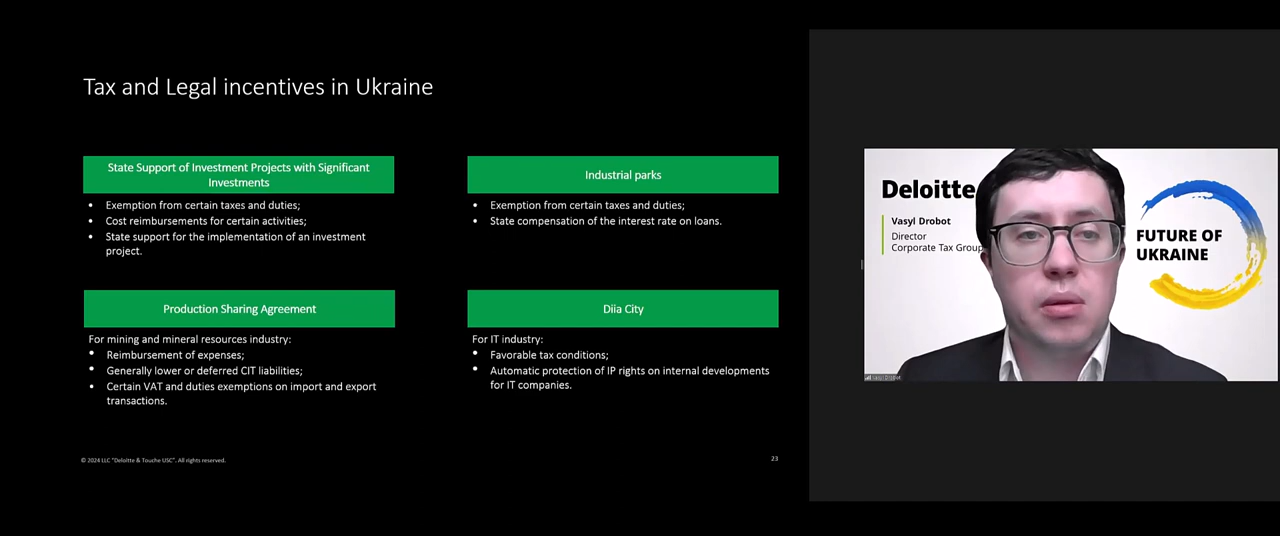 Tax and Legal incentives in Ukraine
State Support of Investment Projects with Significant
Investments
• Exemption from certain taxes and duties;
• Cost reimbursements for certain activities;
• State support for the implementation of an investment
project.
Industrial parks
• Exemption from certain taxes and duties;
• State compensation of the interest rate on loans.
Production Sharing Agreement
For mining and mineral resources industry:
• Reimbursement of expenses;
• Generally lower or deferred CIT liabilities;
• Certain VAT and duties exemptions on import and export
transactions.
Diia City
For IT industry:
• Favorable tax conditions;
• Automatic protection of IP rights on internal developments
for IT companies.
© 2024 LLC "Deloitte & Touche USC". All rights reserved.
23
Deloitte
Vasyl Drobot
Director
Corporate Tax Group
FUTURE OF
UKRAINE
Vasyl Drobot